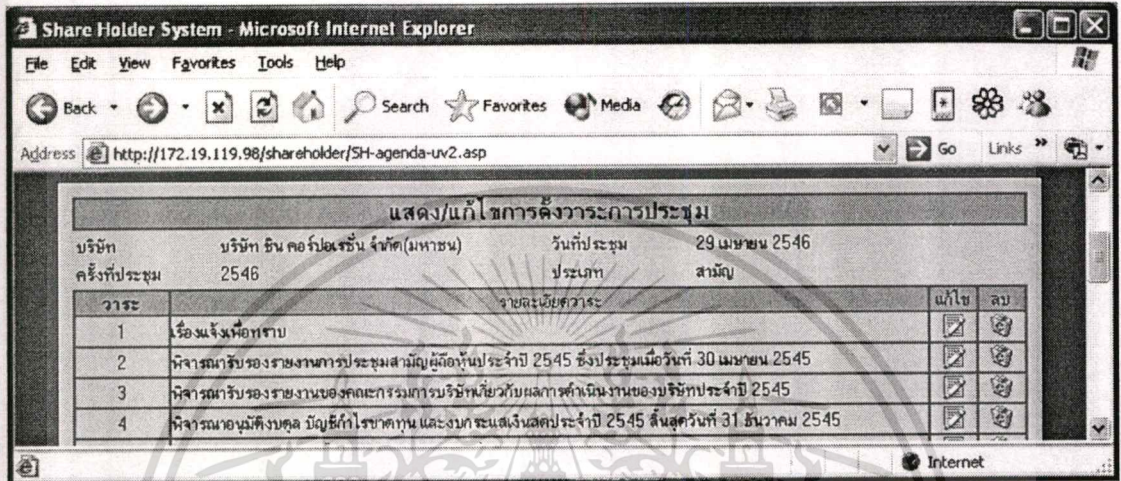 Share Holder System - Microsoft Internet Explorer
File Edit View Favorites Tools Help
Back Search Favorites Media
Address http://172.19.119.98/shareholder/SH-agenda-uv2.asp Go Links »
แสดง/แก้ไขการตั้งวาระการประชุม
บริษัท บริษัท ชิน คอร์ปอเรชั่น จำกัด(มหาชน) วันที่ประชุม 29 เมษายน 2546
ครั้งที่ประชุม 2546 ประเภท สามัญ
วาระ รายละเอียดวาระ แก้ไข ลบ
1 เรื่องแจ้งเพื่อทราบ
2 พิจารณารับรองรายงานการประชุมสามัญผู้ถือหุ้นประจำปี 2545 ซึ่งประชุมเมื่อวันที่ 30 เมษายน 2545
3 พิจารณารับรองรายงานของคณะกรรมการบริษัทเกี่ยวกับผลการดำเนินงานของบริษัทประจำปี 2545
4 พิจารณาอนุมัติงบดุล บัญชีกำไรขาดทุน และงบกระแสเงินสดประจำปี 2545 สิ้นสุดวันที่ 31 ธันวาคม 2545
Internet